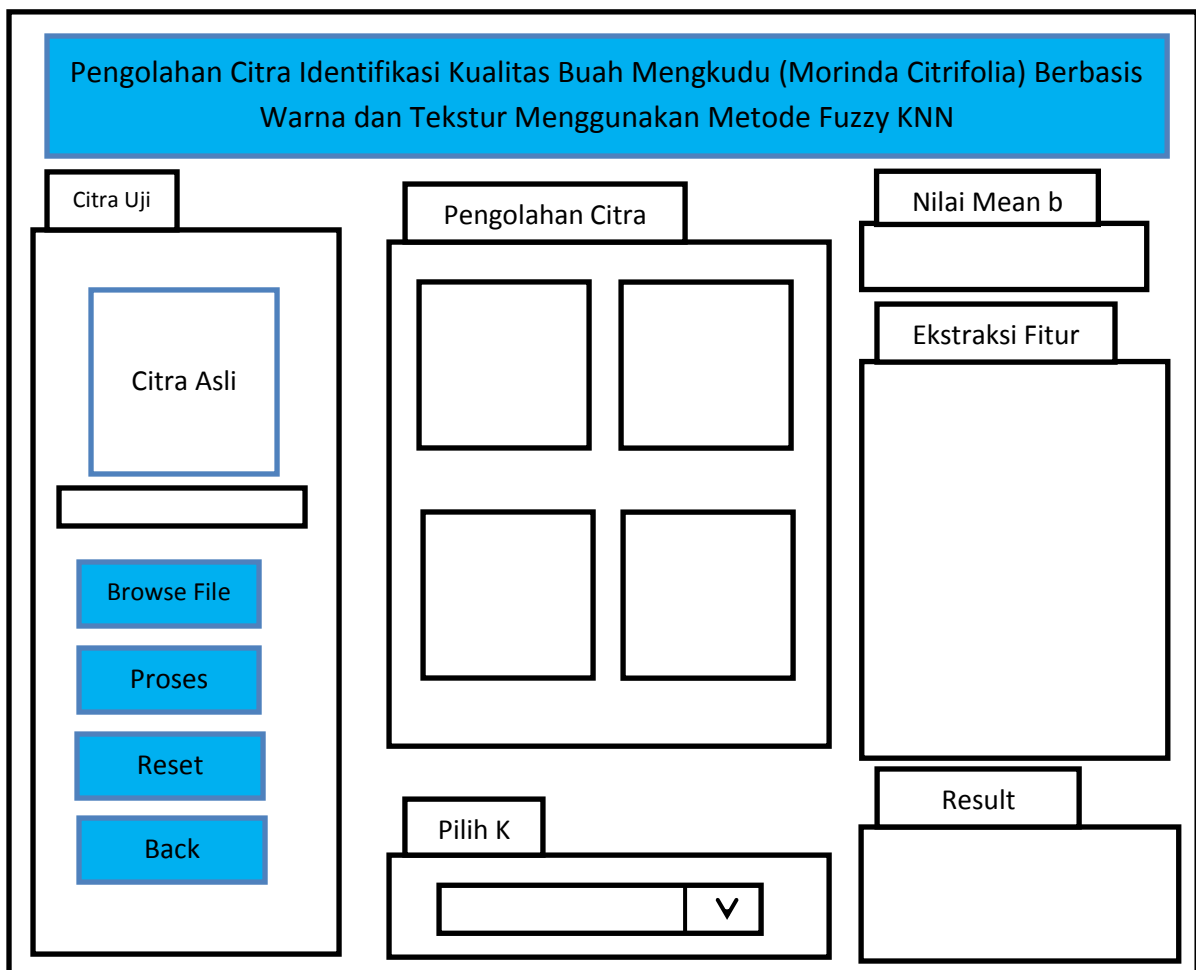 Pengolahan Citra Identifikasi Kualitas Buah Mengkudu (Morinda Citrifolia) Berbasis
Warna dan Tekstur Menggunakan Metode Fuzzy KNN
Citra Uji
Citra Asli
Browse File
Proses
Reset
Back
Pengolahan Citra
Pilih K
Nilai Mean b
Ekstraksi Fitur
Result